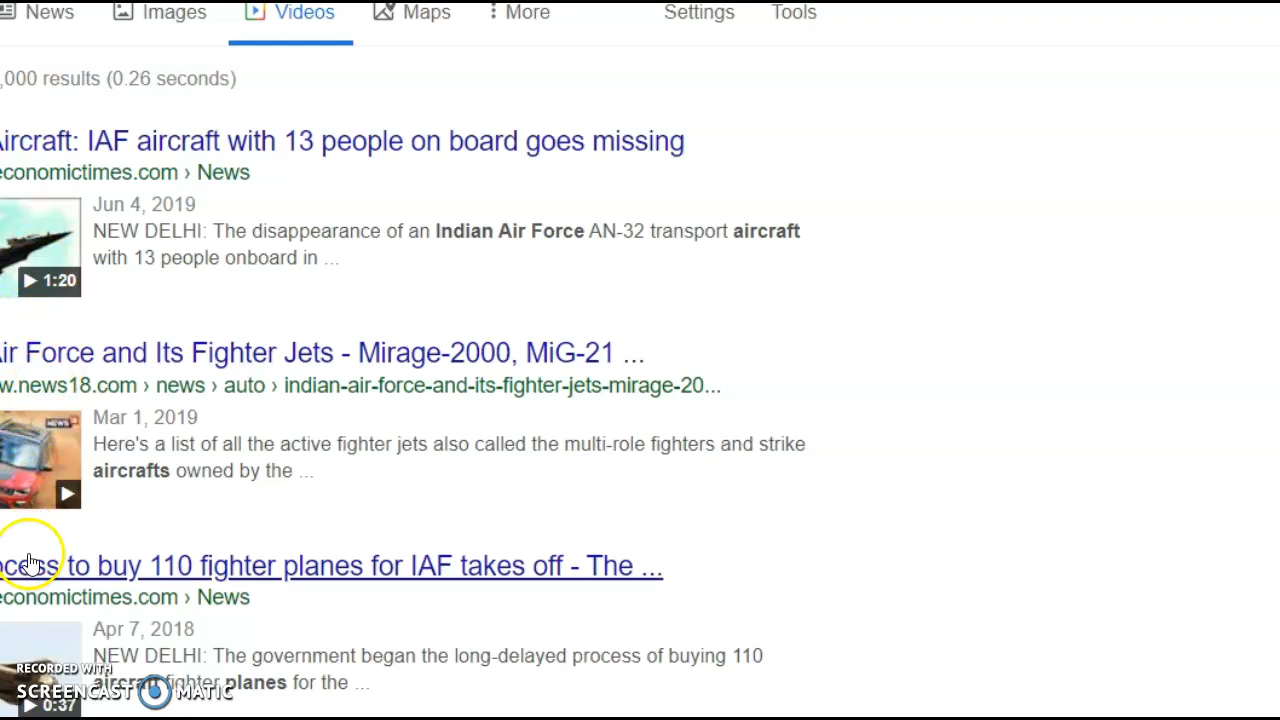 News Images Videos Maps More Settings Tools
,000 results (0.26 seconds)
Aircraft: IAF aircraft with 13 people on board goes missing
economictimes.com › News
Jun 4, 2019
NEW DELHI: The disappearance of an Indian Air Force AN-32 transport aircraft
with 13 people onboard in ...
1:20
Air Force and Its Fighter Jets - Mirage-2000, MiG-21 ...
w.news18.com › news › auto › indian-air-force-and-its-fighter-jets-mirage-20...
NEWS
Mar 1, 2019
Here's a list of all the active fighter jets also called the multi-role fighters and strike
aircrafts owned by the ...
ocess to buy 110 fighter planes for IAF takes off - The ...
economictimes.com › News
Apr 7, 2018
NEW DELHI: The government began the long-delayed process of buying 110
aircraft fighter planes for the ...
0:37
RECORDED WITH
SCREENCAST MATIC